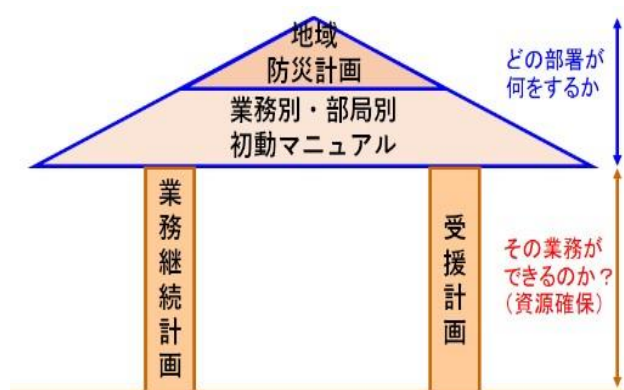 地域
防災計画
業務別・部局別
初動マニュアル
業務継続計画
受援計画
どの部署が
何をするか
その業務が
できるのか？
(資源確保)